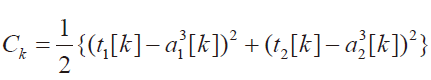 C_k = \frac{1}{2}\{(t_1[k] - a_1^3[k])^2 + (t_2[k] - a_2^3[k])^2\}